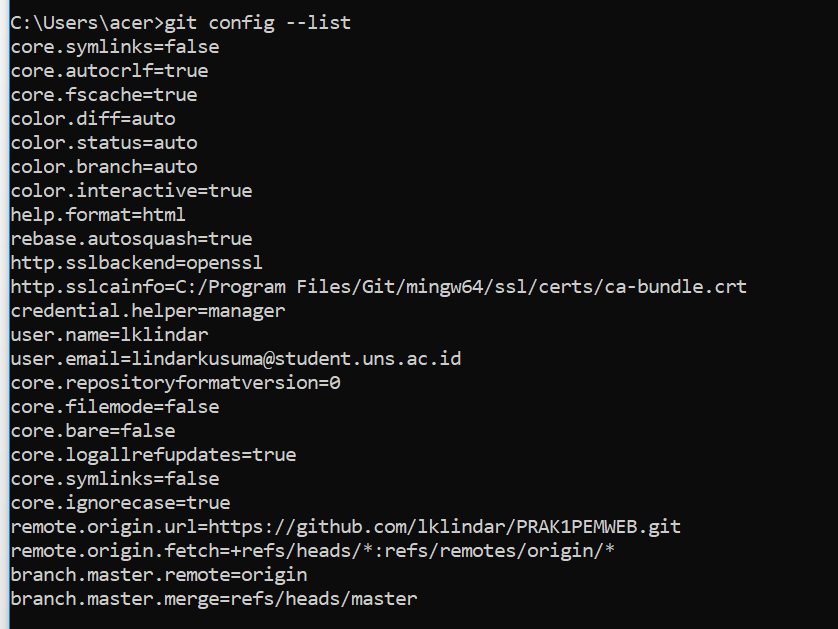 C:\Users\acer>git config --list
core.symlinks=false
core.autocrlf=true
core.fscache=true
color.diff=auto
color.status=auto
color.branch=auto
color.interactive=true
help.format=html
rebase.autosquash=true
http.sslbackend=openssl
http.sslcainfo=C:/Program Files/Git/mingw64/ssl/certs/ca-bundle.crt
credential.helper=manager
user.name=lklindar
user.email=lindarkusuma@student.uns.ac.id
core.repositoryformatversion=0
core.filemode=false
core.bare=false
core.logallrefupdates=true
core.symlinks=false
core.ignorecase=true
remote.origin.url=https://github.com/lklindar/PRAK1PEMWEB.git
remote.origin.fetch=+refs/heads/*:refs/remotes/origin/*
branch.master.remote=origin
branch.master.merge=refs/heads/master